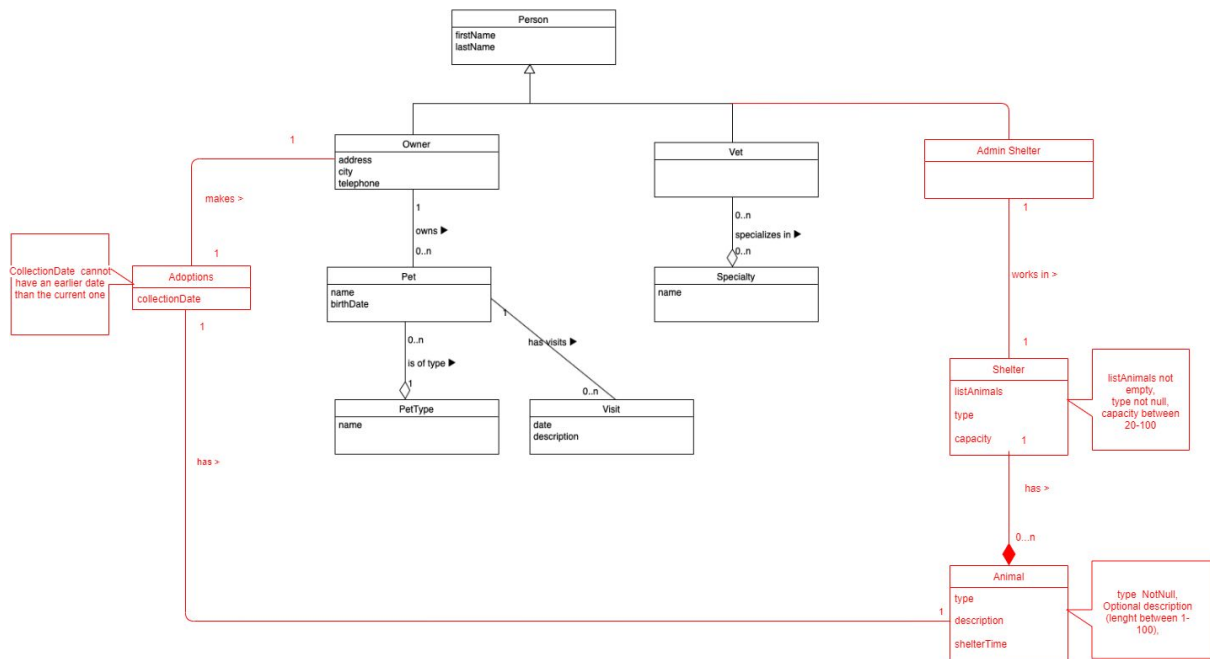 Person
firstName
lastName
Owner
address
city
telephone
Vet
Admin Shelter
1
makes >
1
1
owns ▶
0..n
0..n
specializes in ▶
0..n
1
works in >
1
CollectionDate cannot
have an earlier date
than the current one
Adoptions
collectionDate
1
Pet
name
birthDate
Specialty
name
0..n
is of type ▶
1
1
has visits ▶
0..n
PetType
name
Visit
date
description
Shelter
listAnimals
type
capacity
1
listAnimals not
empty,
type not null,
capacity between
20-100
has >
has >
0...n
1
Animal
type
description
shelterTime
type NotNull,
Optional description
(lenght between 1-
100),